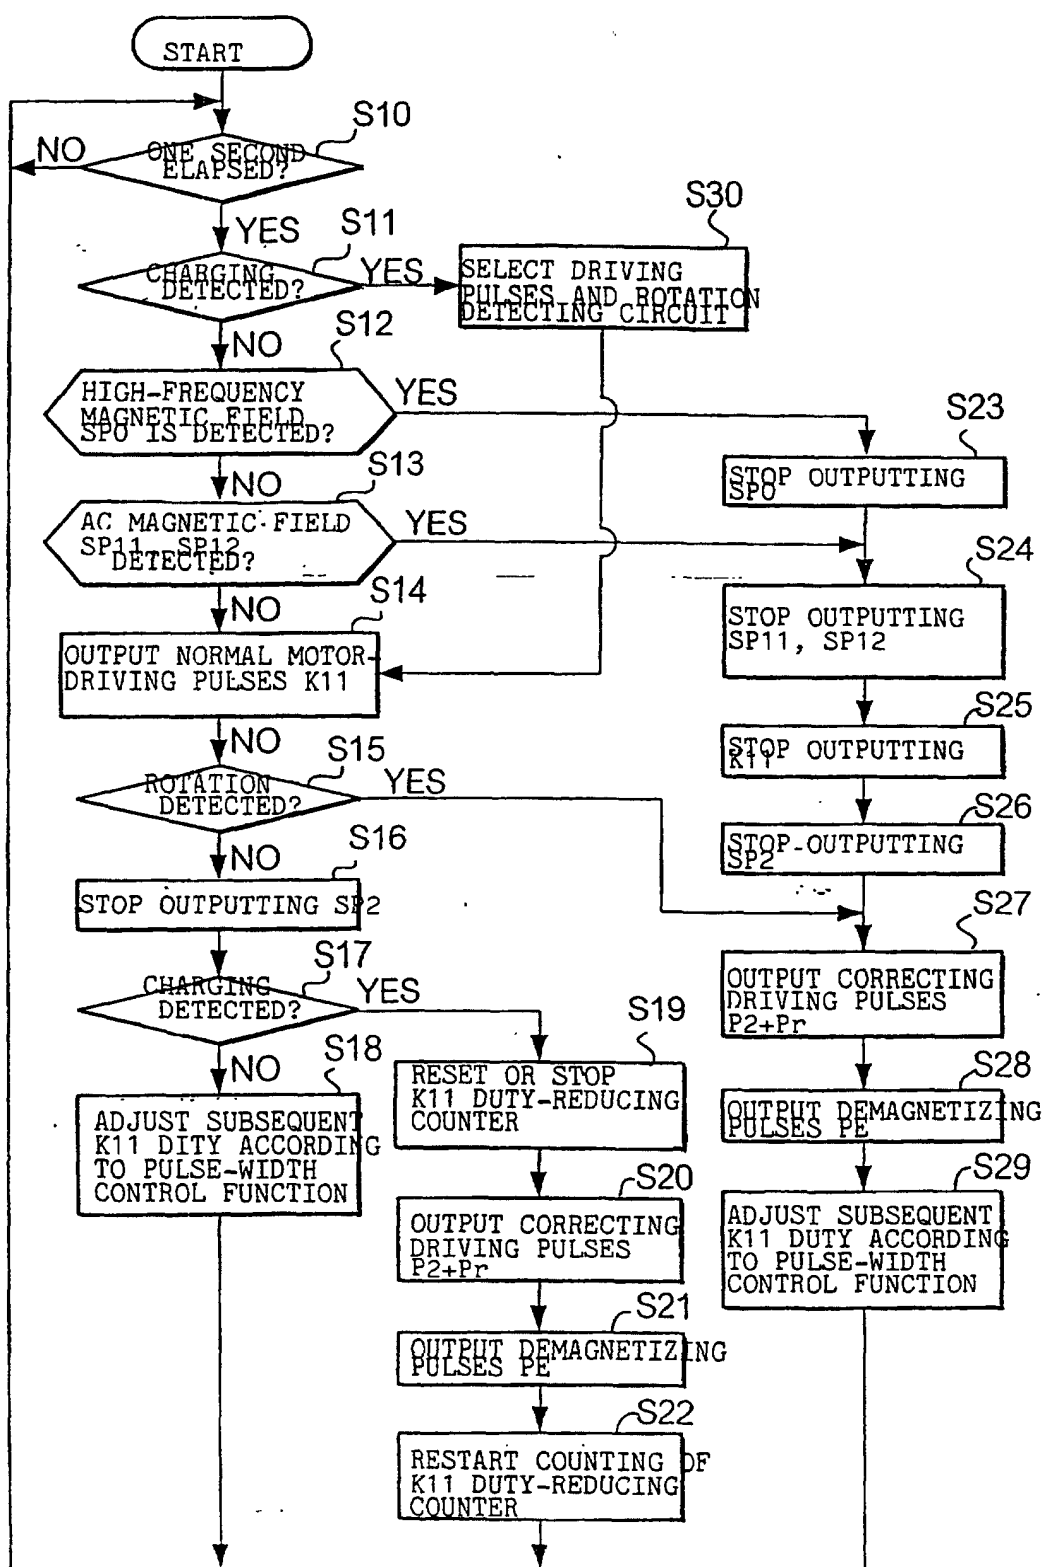 START
S10
NO
ONE SECOND
ELAPSED?
YES
S11
CHARGING
DETECTED?
YES
S30
SELECT DRIVING
PULSES AND ROTATION
DETECTING CIRCUIT
NO
S12
HIGH-FREQUENCY
MAGNETIC FIELD
SP0 IS DETECTED?
YES
S23
STOP OUTPUTTING
SP0
NO
S13
AC MAGNETIC FIELD
SP11, SP12
DETECTED?
YES
S24
STOP OUTPUTTING
SP11, SP12
NO
S14
OUTPUT NORMAL MOTOR-
DRIVING PULSES K11
S25
STOP OUTPUTTING
K11
NO
S15
ROTATION
DETECTED?
YES
S26
STOP-OUTPUTTING
SP2
NO
S16
STOP OUTPUTTING SP2
S27
OUTPUT CORRECTING
DRIVING PULSES
P2+Pr
S17
CHARGING
DETECTED?
YES
S19
RESET OR STOP
K11 DUTY-REDUCING
COUNTER
NO
S18
ADJUST SUBSEQUENT
K11 DITY ACCORDING
TO PULSE-WIDTH
CONTROL FUNCTION
S28
OUTPUT DEMAGNETIZING
PULSES PE
S20
OUTPUT CORRECTING
DRIVING PULSES
P2+Pr
S29
ADJUST SUBSEQUENT
K11 DUTY ACCORDING
TO PULSE-WIDTH
CONTROL FUNCTION
S21
OUTPUT DEMAGNETIZING
PULSES PE
S22
RESTART COUNTING OF
K11 DUTY-REDUCING
COUNTER